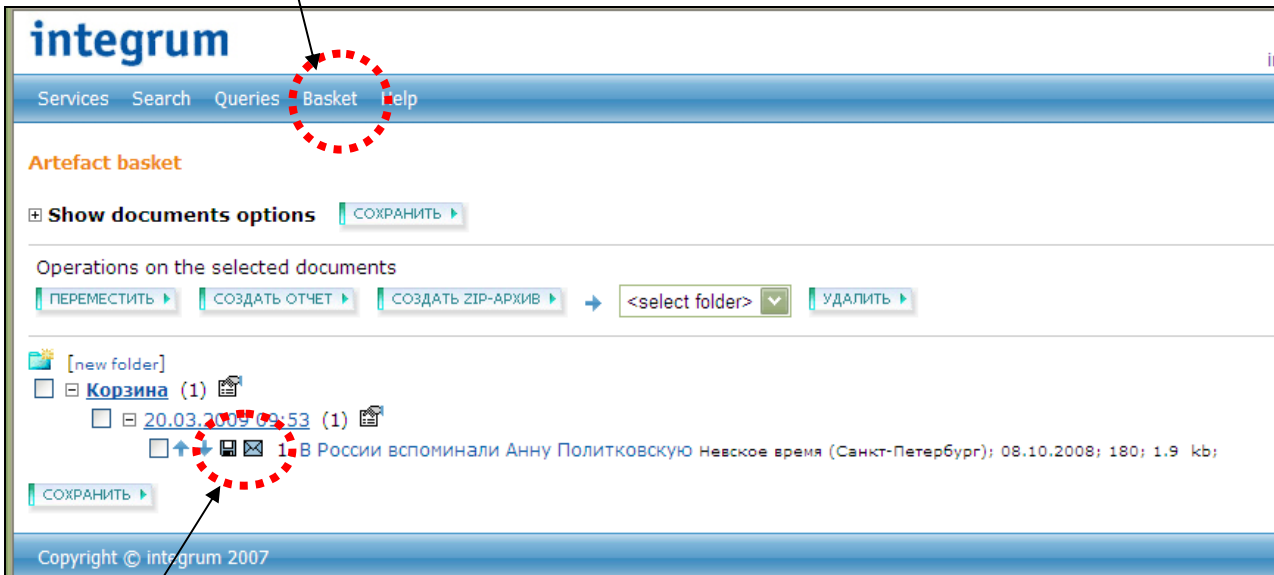 integrum
Services Search Queries Basket Help
Artefact basket
Show documents options СОХРАНИТЬ
Operations on the selected documents
ПЕРЕМЕСТИТЬ СОЗДАТЬ ОТЧЕТ СОЗДАТЬ ZIP-АРХИВ <select folder> УДАЛИТЬ
[new folder]
Корзина (1)
20.03.2009 09:53 (1)
1. В России вспоминали Анну Политковскую Невское время (Санкт-Петербург); 08.10.2008; 180; 1.9 kb;
СОХРАНИТЬ
Copyright © integrum 2007